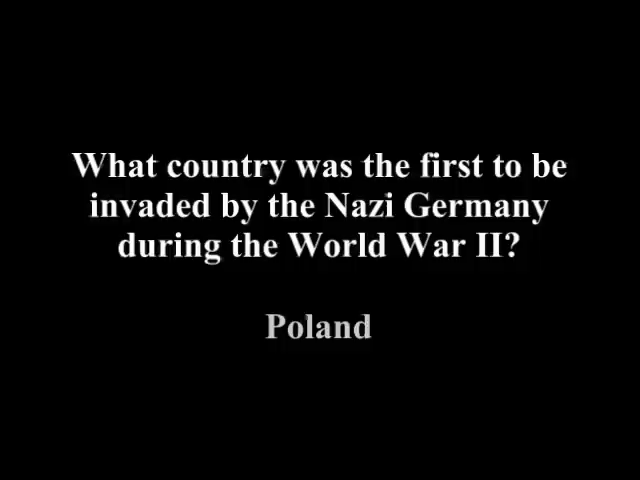 What country was the first to be
invaded by the Nazi Germany
during the World War II?
Poland